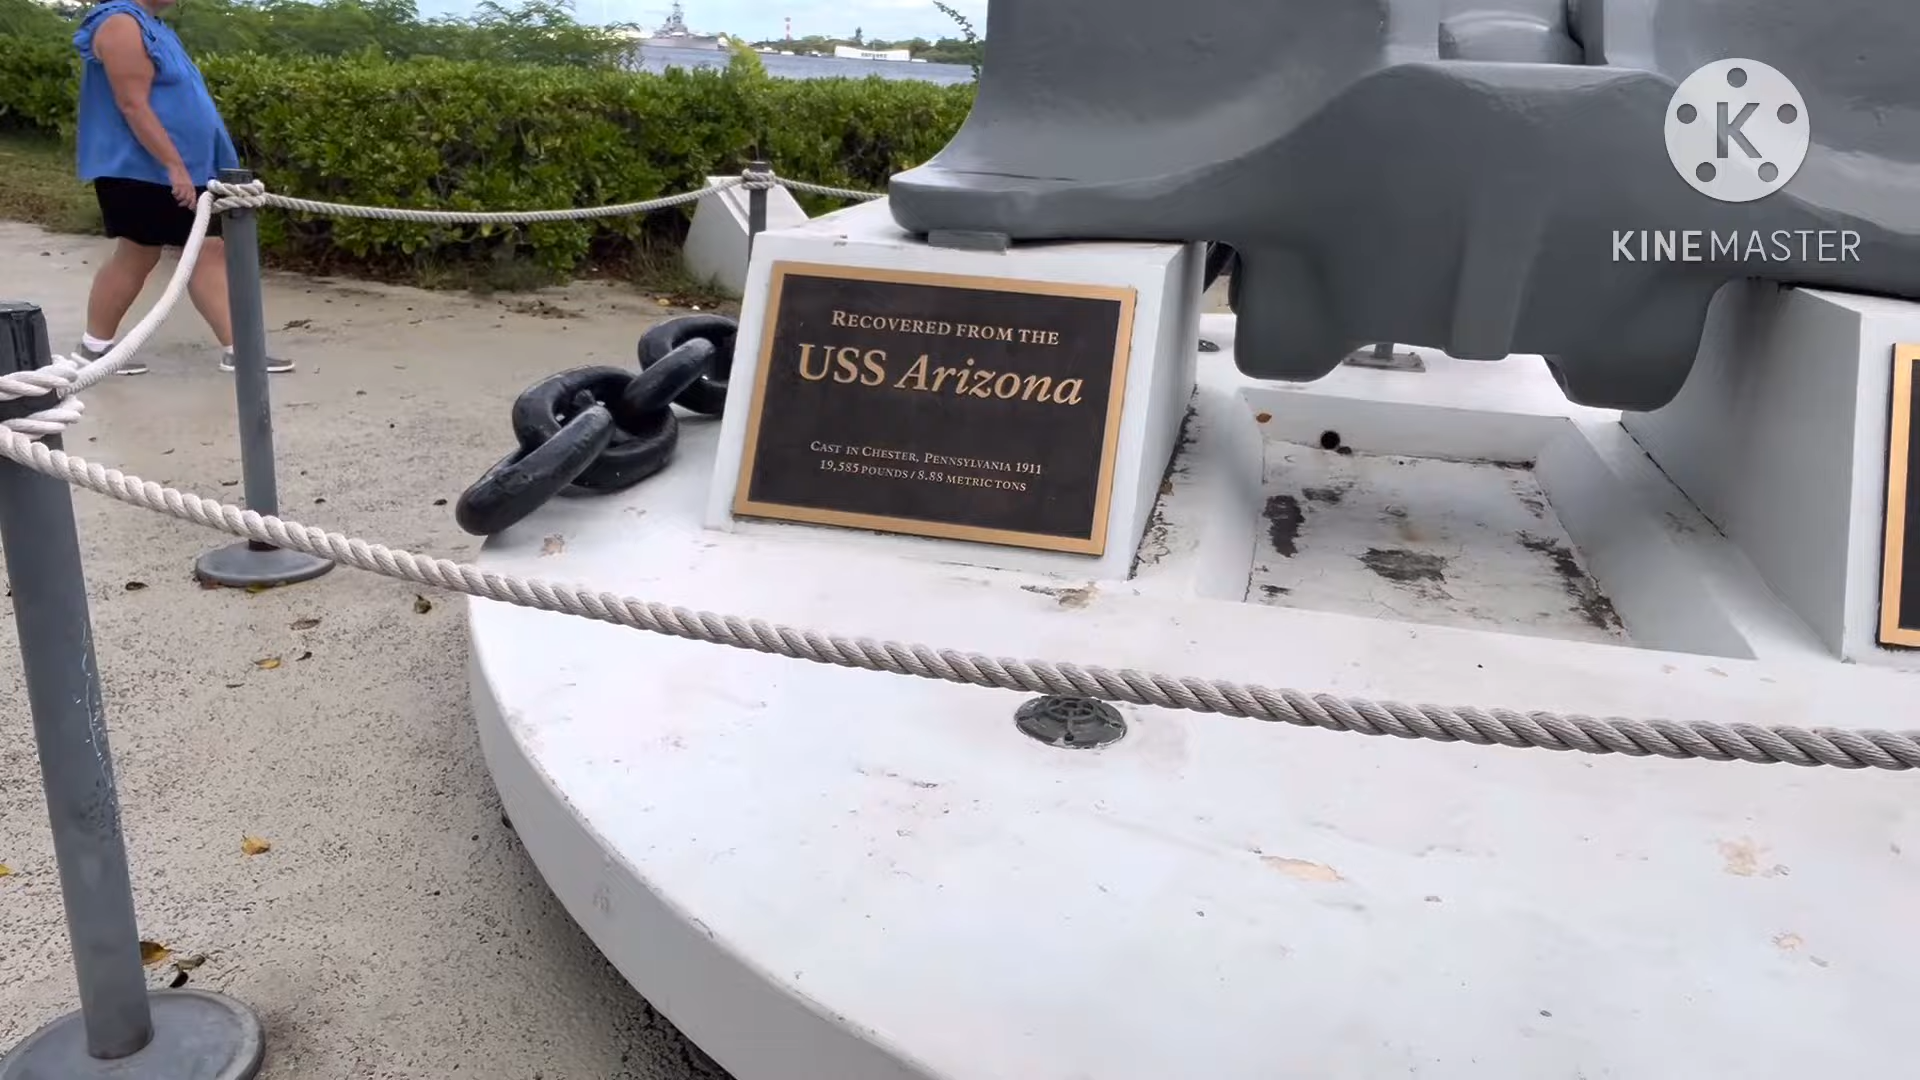 K
KINEMASTER
RECOVERED FROM THE
USS Arizona
CAST IN CHESTER, PENNSYLVANIA 1911
19,585 POUNDS / 8.88 METRIC TONS